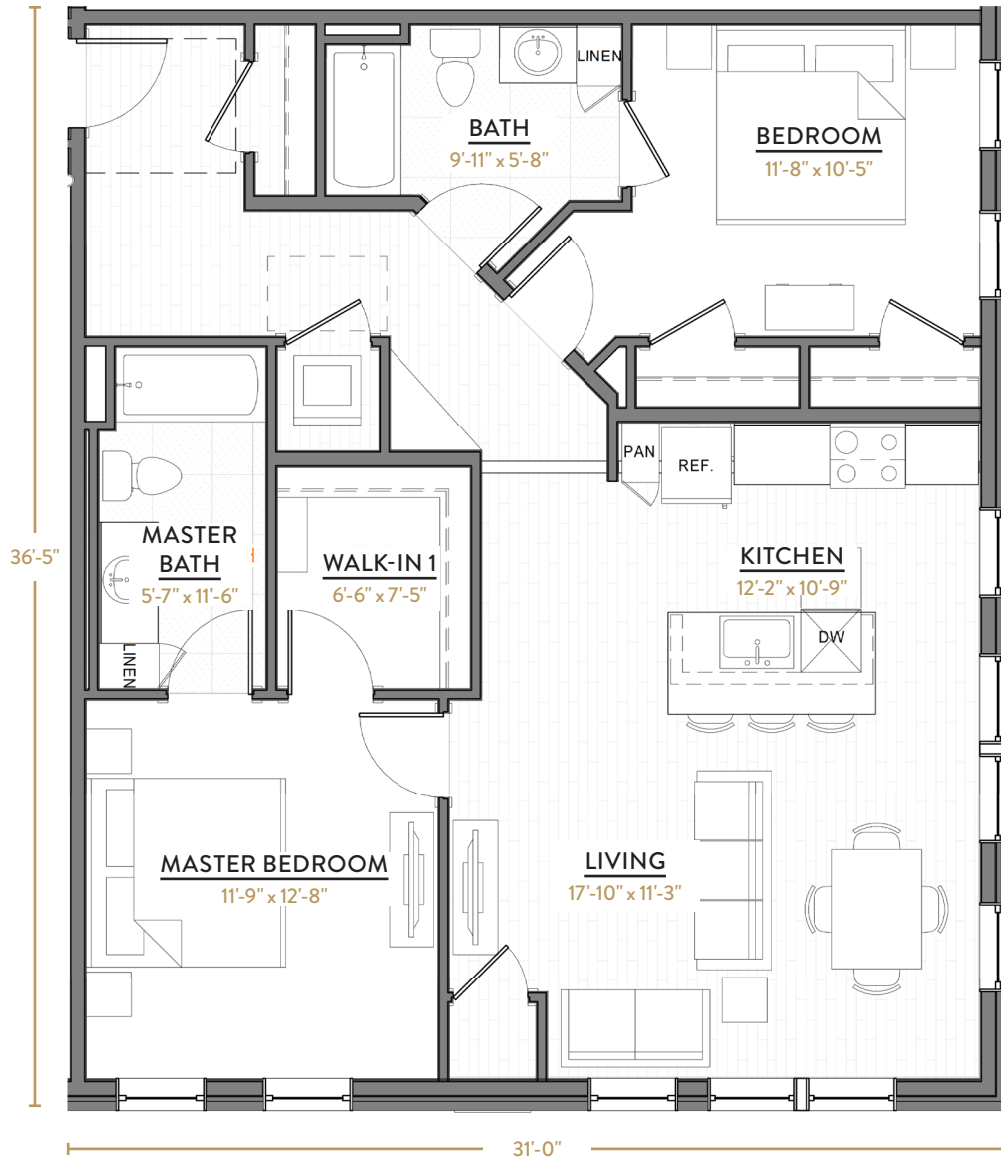 LINEN
BATH
9'-11" x 5'-8"
BEDROOM
11'-8" x 10'-5"
PAN
REF.
MASTER
BATH
5'-7" x 11'-6"
WALK-IN 1
6'-6" x 7'-5"
KITCHEN
12'-2" x 10'-9"
36'-5"
DW
LINEN
MASTER BEDROOM
11'-9" x 12'-8"
LIVING
17'-10" x 11'-3"
31'-0"